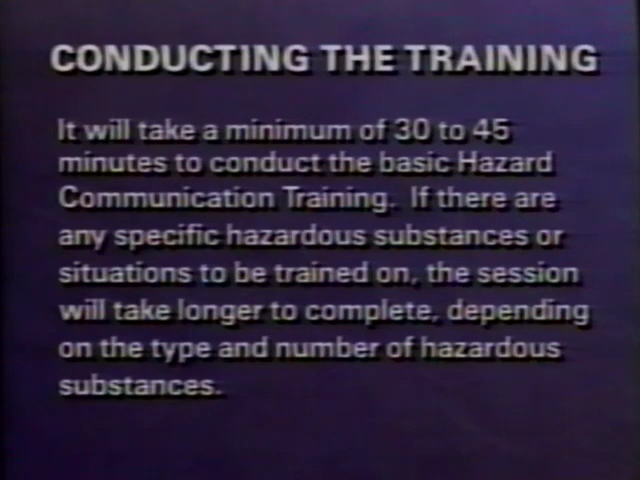 CONDUCTING THE TRAINING
It will take a minimum of 30 to 45
minutes to conduct the basic Hazard
Communication Training. If there are
any specific hazardous substances or
situations to be trained on, the session
will take longer to complete, depending
on the type and number of hazardous
substances.